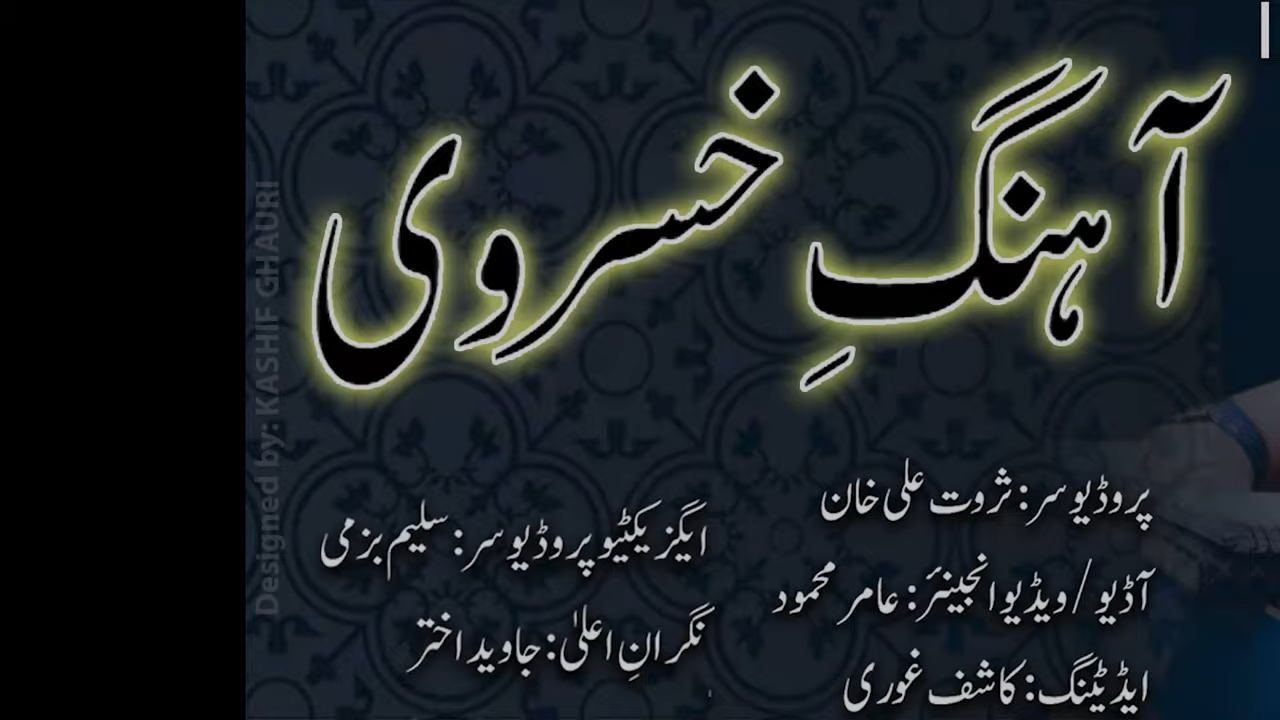 آہنگِ خسروی
پروڈیوسر: ثروت علی خان
آڈیو/ویڈیو انجینئر: عامر محمود
ایڈیٹنگ: کاشف غوری
ایگزیکٹیو پروڈیوسر: سلیم بزمی
نگرانِ اعلیٰ: جاوید اختر
Designed by: KASHIF GHAURI